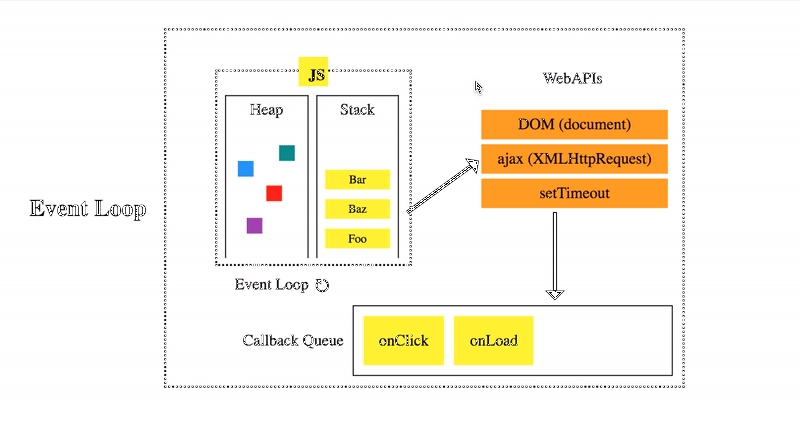 JS
WebAPIs
Heap
Stack
DOM (document)
ajax (XMLHttpRequest)
Bar
setTimeout
Baz
Event Loop
Foo
Event Loop
Callback Queue
onClick
onLoad